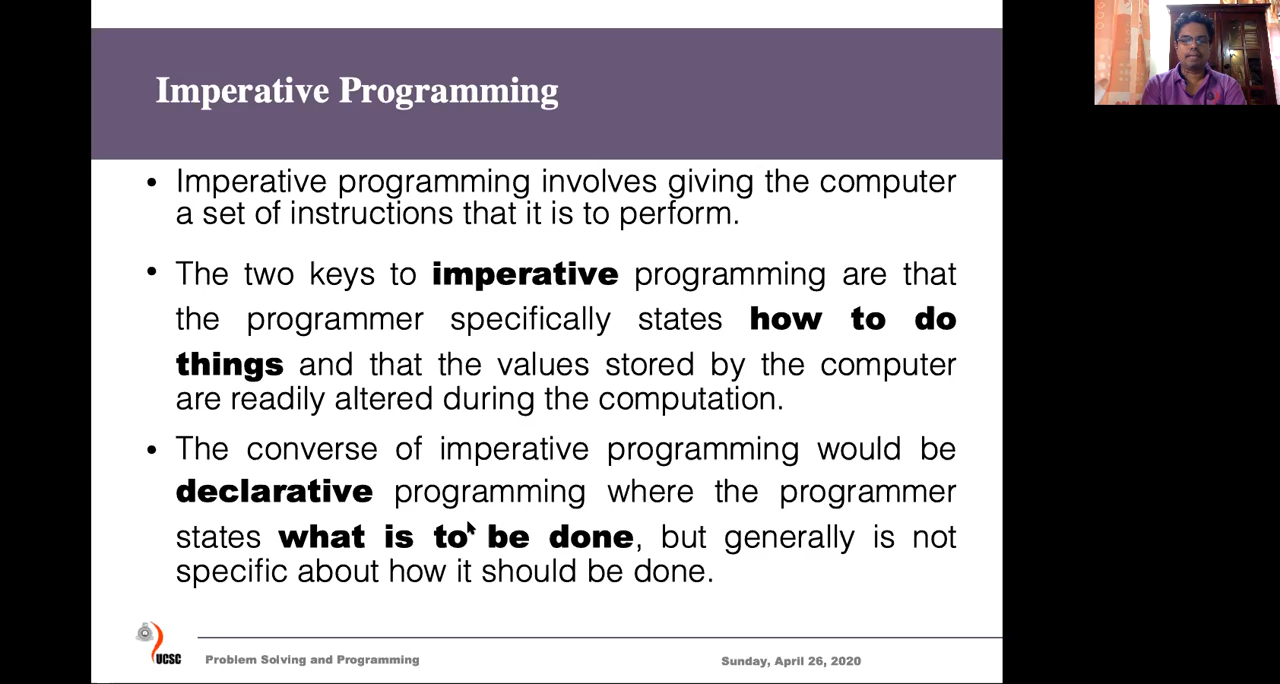 Imperative Programming
• Imperative programming involves giving the computer
a set of instructions that it is to perform.
• The two keys to imperative programming are that
the programmer specifically states how to do
things and that the values stored by the computer
are readily altered during the computation.
• The converse of imperative programming would be
declarative programming where the programmer
states what is to be done, but generally is not
specific about how it should be done.
UCSC
Problem Solving and Programming
Sunday, April 26, 2020